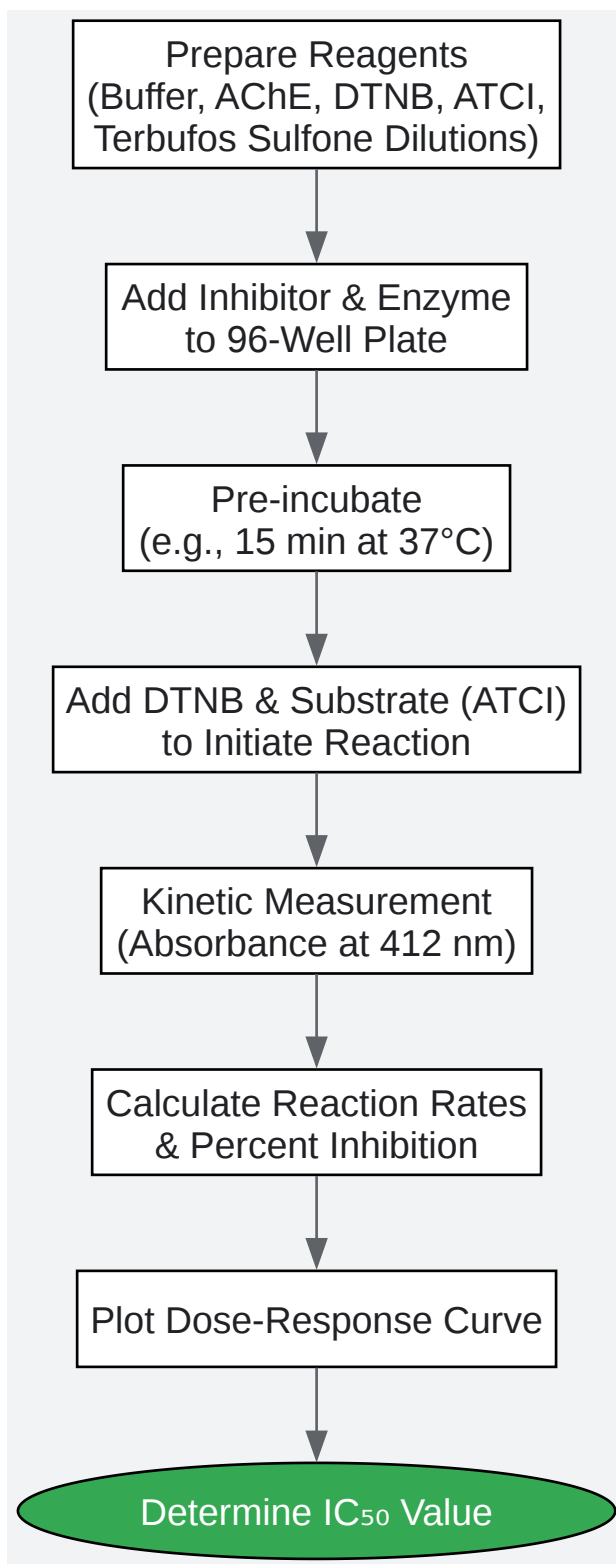 Prepare Reagents
(Buffer, AChE, DTNB, ATCI,
Terbufos Sulfone Dilutions)
Add Inhibitor & Enzyme
to 96-Well Plate
Pre-incubate
(e.g., 15 min at 37°C)
Add DTNB & Substrate (ATCI)
to Initiate Reaction
Kinetic Measurement
(Absorbance at 412 nm)
Calculate Reaction Rates
& Percent Inhibition
Plot Dose-Response Curve
Determine IC₅₀ Value